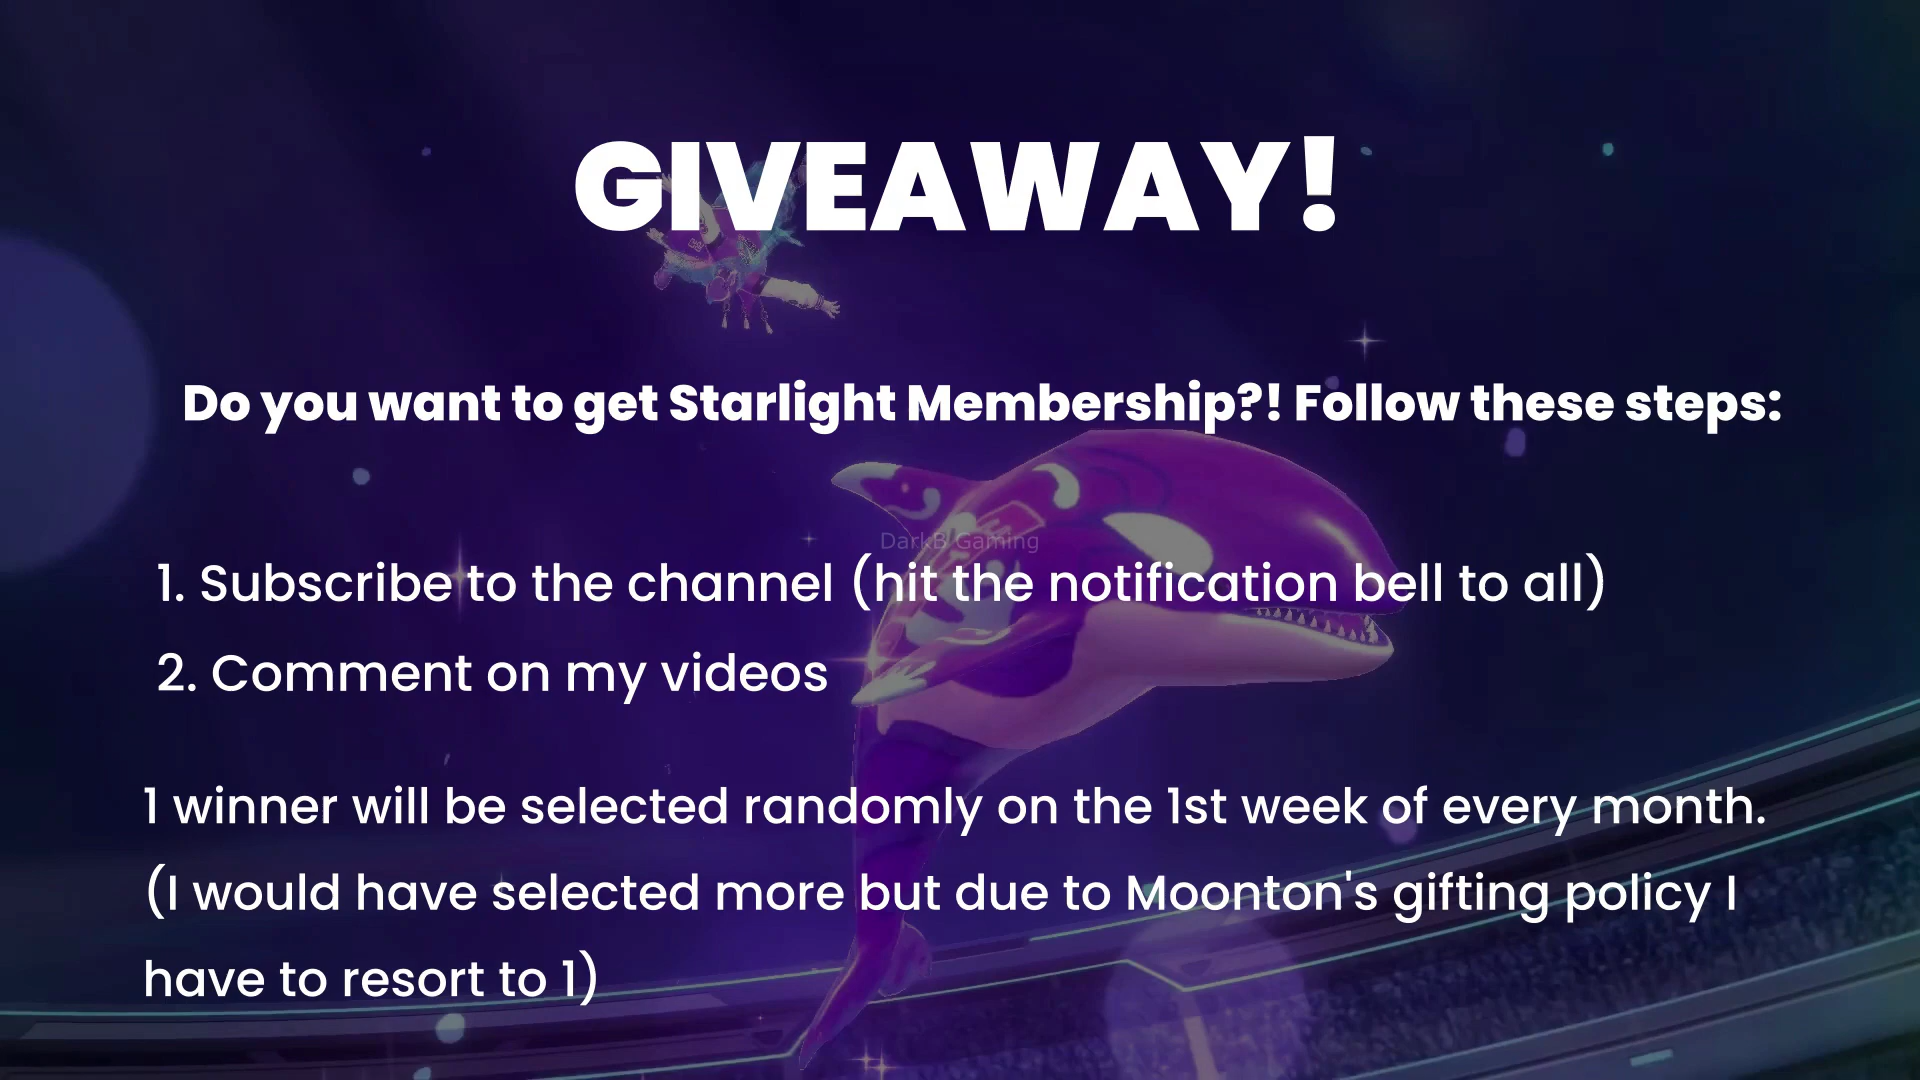 GIVEAWAY!
Do you want to get Starlight Membership?! Follow these steps:
DarkB Gaming
1. Subscribe to the channel (hit the notification bell to all)
2. Comment on my videos
1 winner will be selected randomly on the 1st week of every month.
(I would have selected more but due to Moonton's gifting policy I
have to resort to 1)